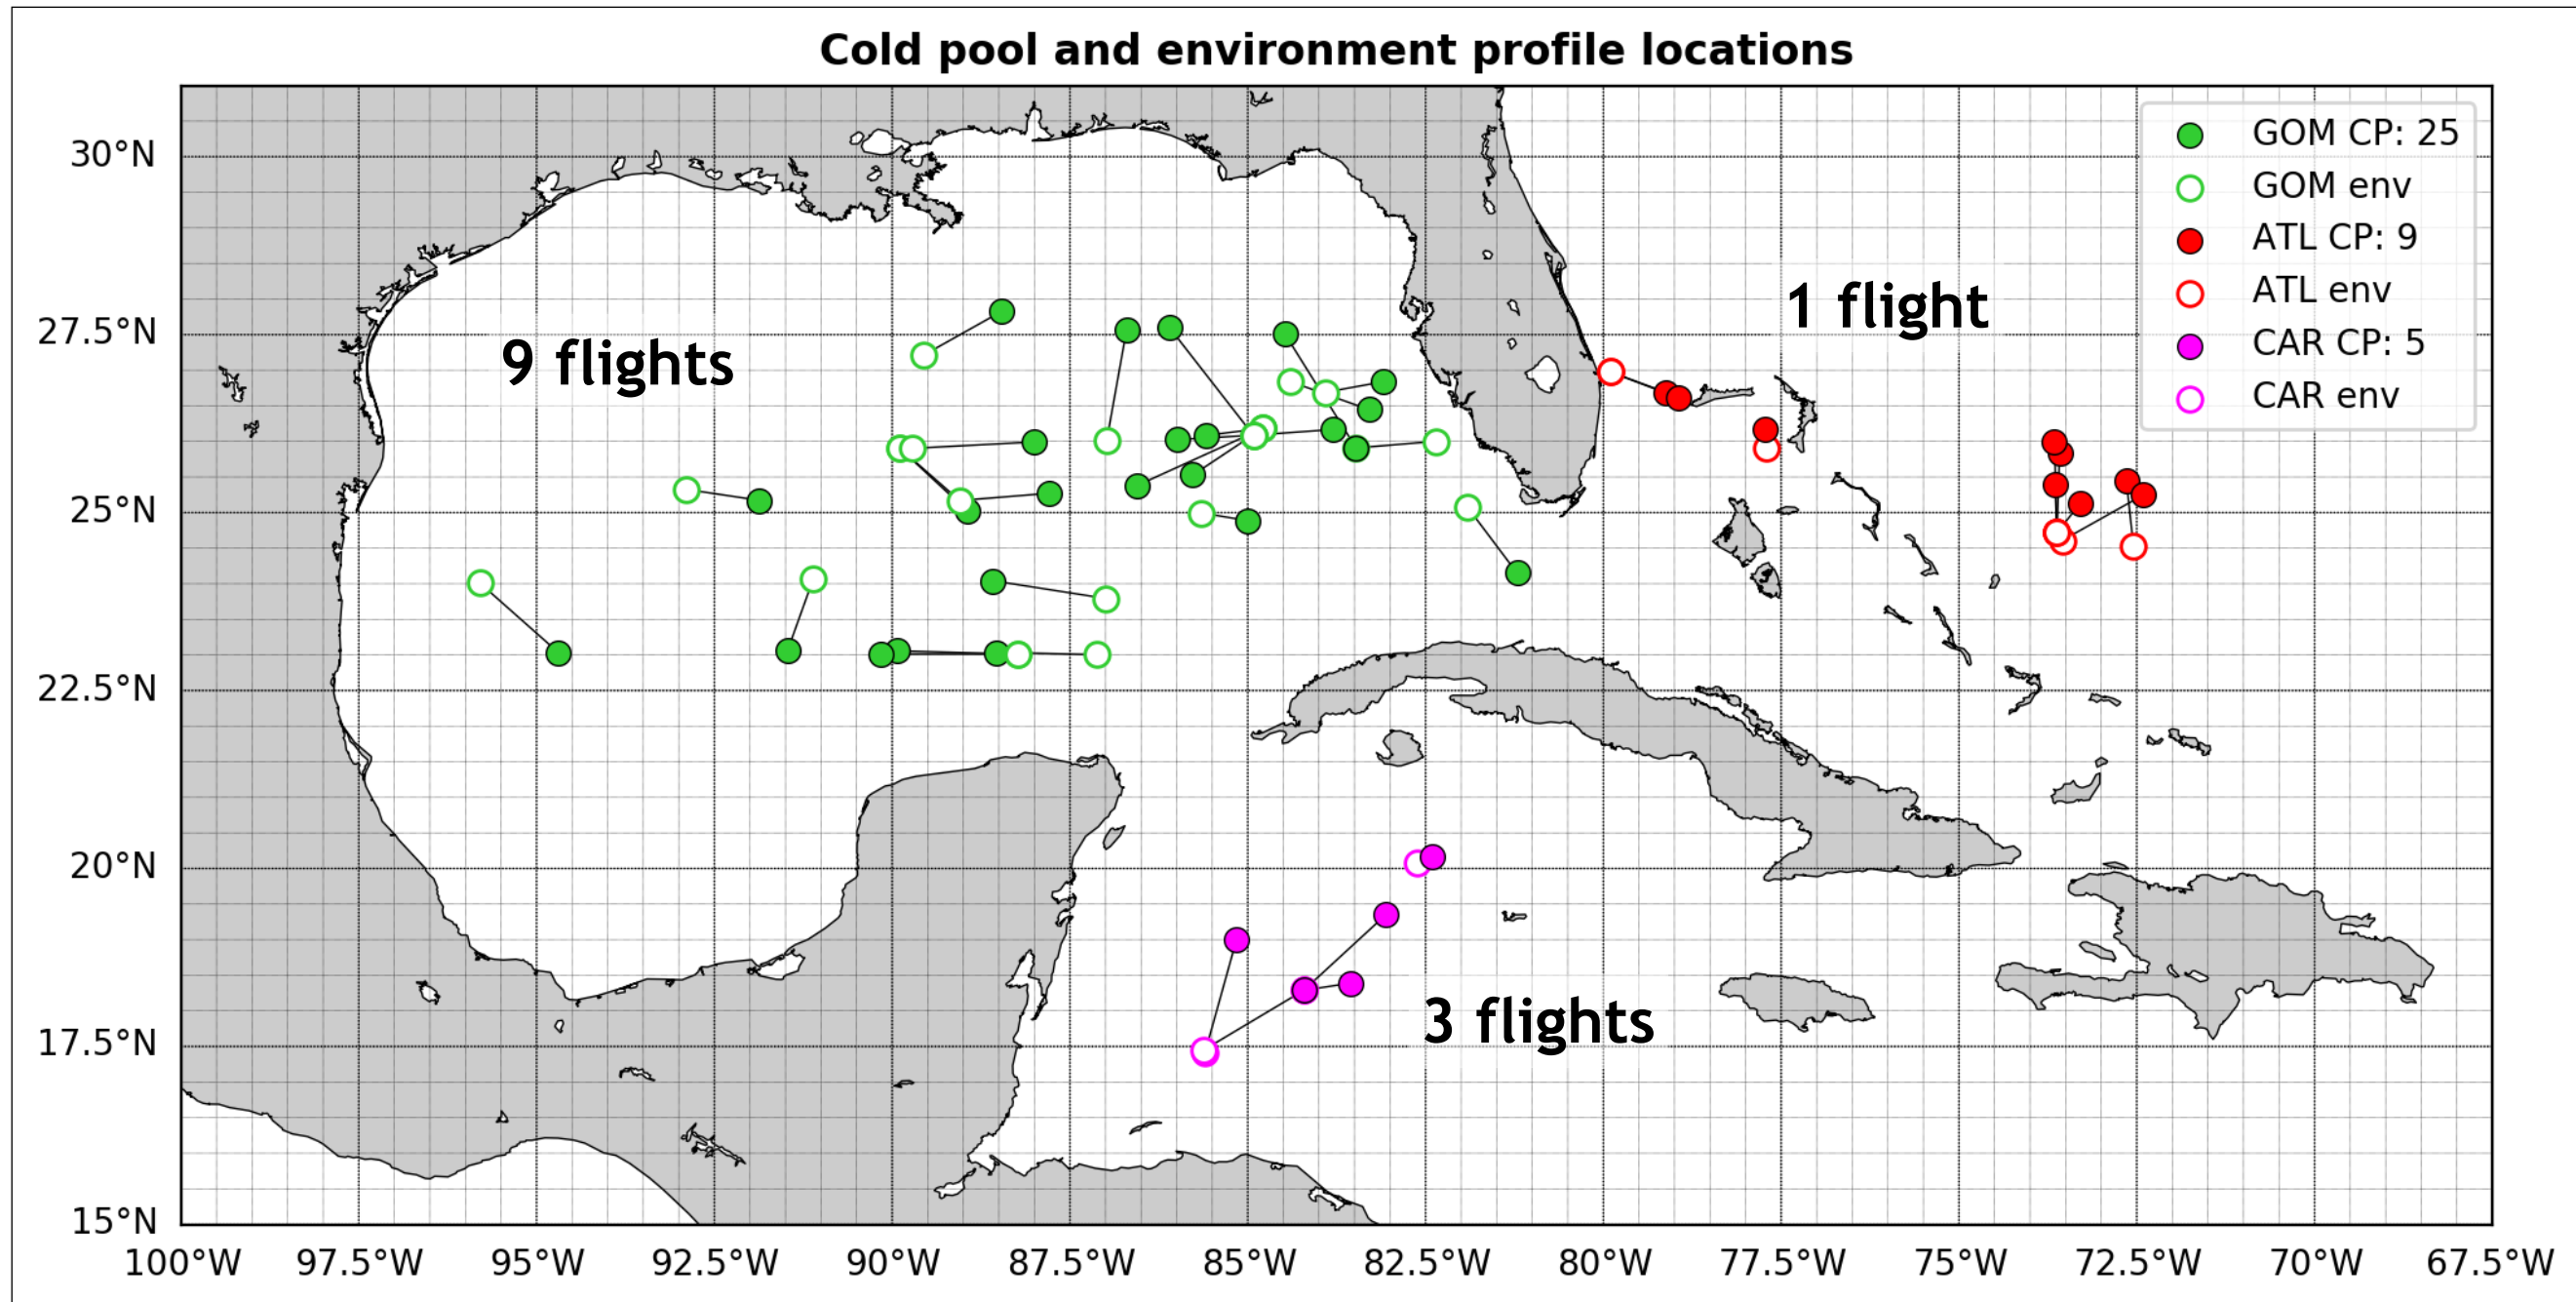 Cold pool and environment profile locations
30°N
27.5°N
25°N
22.5°N
20°N
17.5°N
15°N
100°W 97.5°W 95°W 92.5°W 90°W 87.5°W 85°W 82.5°W 80°W 77.5°W 75°W 72.5°W 70°W 67.5°W
9 flights
1 flight
3 flights
GOM CP: 25
GOM env
ATL CP: 9
ATL env
CAR CP: 5
CAR env